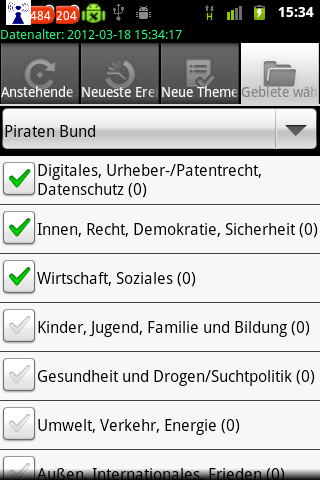 484 204 H 15:34
Datenalter: 2012-03-18 15:34:17
Anstehende Neueste Ere Neue Theme Gebiete wäh
Piraten Bund
Digitales, Urheber-/Patentrecht,
Datenschutz (0)
Innen, Recht, Demokratie, Sicherheit (0)
Wirtschaft, Soziales (0)
Kinder, Jugend, Familie und Bildung (0)
Gesundheit und Drogen/Suchtpolitik (0)
Umwelt, Verkehr, Energie (0)
Außen, Internationales, Frieden (0)